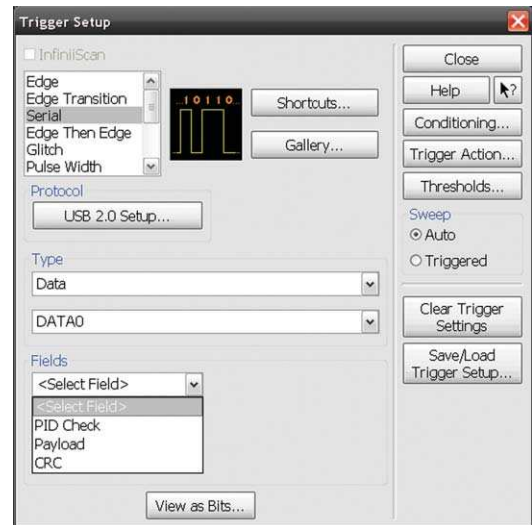 Trigger Setup
InfiniiScan
Edge
Edge Transition
Serial
Edge Then Edge
Glitch
Pulse Width
10110
Shortcuts...
Gallery...
Protocol
USB 2.0 Setup...
Type
Data
DATA0
Fields
<Select Field>
<Select Field>
PID Check
Payload
CRC
View as Bits...
Close
Help
?
Conditioning...
Trigger Action...
Thresholds...
Sweep
Auto
Triggered
Clear Trigger
Settings
Save/Load
Trigger Setup...